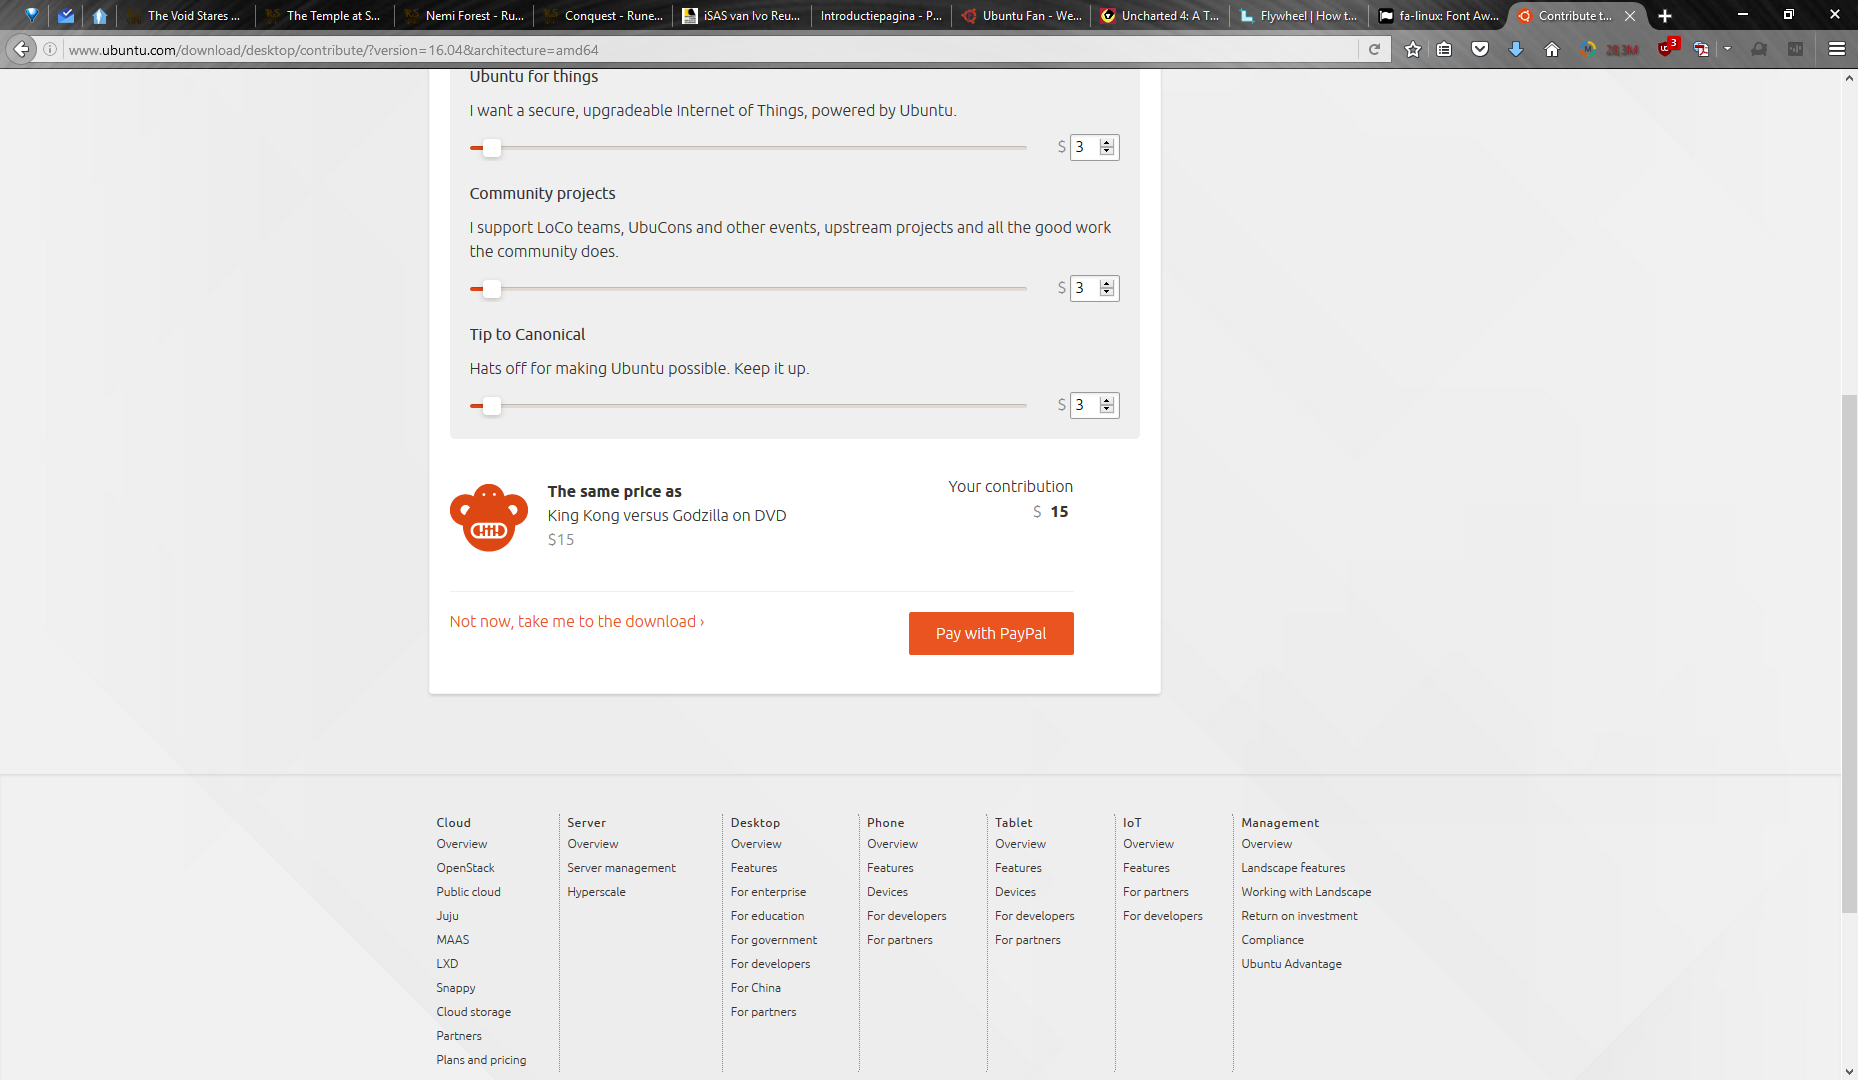 The Void Stares ...
The Temple at S...
Nemi Forest - Ru...
Conquest - Rune...
iSAS van Ivo Reu...
Introductiepagina - P...
Ubuntu Fan - We...
Uncharted 4: A T...
Flywheel | How t...
fa-linux: Font Aw...
Contribute t...
www.ubuntu.com/download/desktop/contribute/?version=16.04&architecture=amd64
28.3M
3
Ubuntu for things
I want a secure, upgradeable Internet of Things, powered by Ubuntu.
$ 3
Community projects
I support LoCo teams, UbuCons and other events, upstream projects and all the good work
the community does.
$ 3
Tip to Canonical
Hats off for making Ubuntu possible. Keep it up.
$ 3
The same price as
King Kong versus Godzilla on DVD
$15
Your contribution
$ 15
Not now, take me to the download ›
Pay with PayPal
Cloud
Overview
OpenStack
Public cloud
Juju
MAAS
LXD
Snappy
Cloud storage
Partners
Plans and pricing
Server
Overview
Server management
Hyperscale
Desktop
Overview
Features
For enterprise
For education
For government
For developers
For China
For partners
Phone
Overview
Features
Devices
For developers
For partners
Tablet
Overview
Features
Devices
For developers
For partners
IoT
Overview
Features
For partners
For developers
Management
Overview
Landscape features
Working with Landscape
Return on investment
Compliance
Ubuntu Advantage